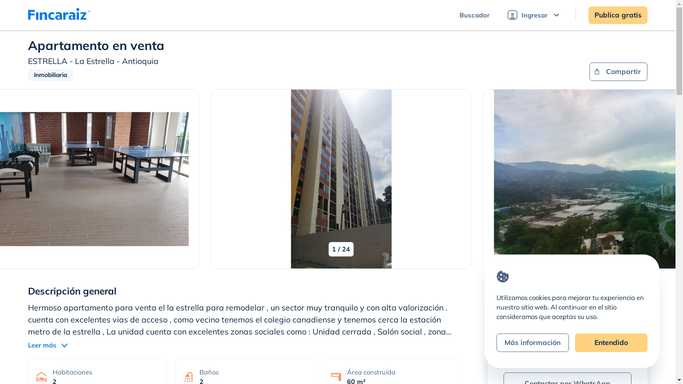 Fincaraiz
Buscador
Ingresar
Publica gratis
Apartamento en venta
ESTRELLA - La Estrella - Antioquia
Inmobiliaria
Compartir
1 / 24
Descripción general
Hermoso apartamento para venta el la estrella para remodelar , un sector muy tranquilo y con alta valorización .
cuenta con excelentes vias de acceso , como vecino tenemos el colegio canadiense y tenemos cerca la estación
metro de la estrella , La unidad cuenta con excelentes zonas sociales como : Unidad cerrada , Salón social , zona...
Leer más
Habitaciones
2
Baños
2
Área construida
60 m²
Utilizamos cookies para mejorar tu experiencia en
nuestro sitio web. Al continuar en el sitio
consideramos que aceptas su uso.
Más información
Entendido
Contactar por WhatsApp